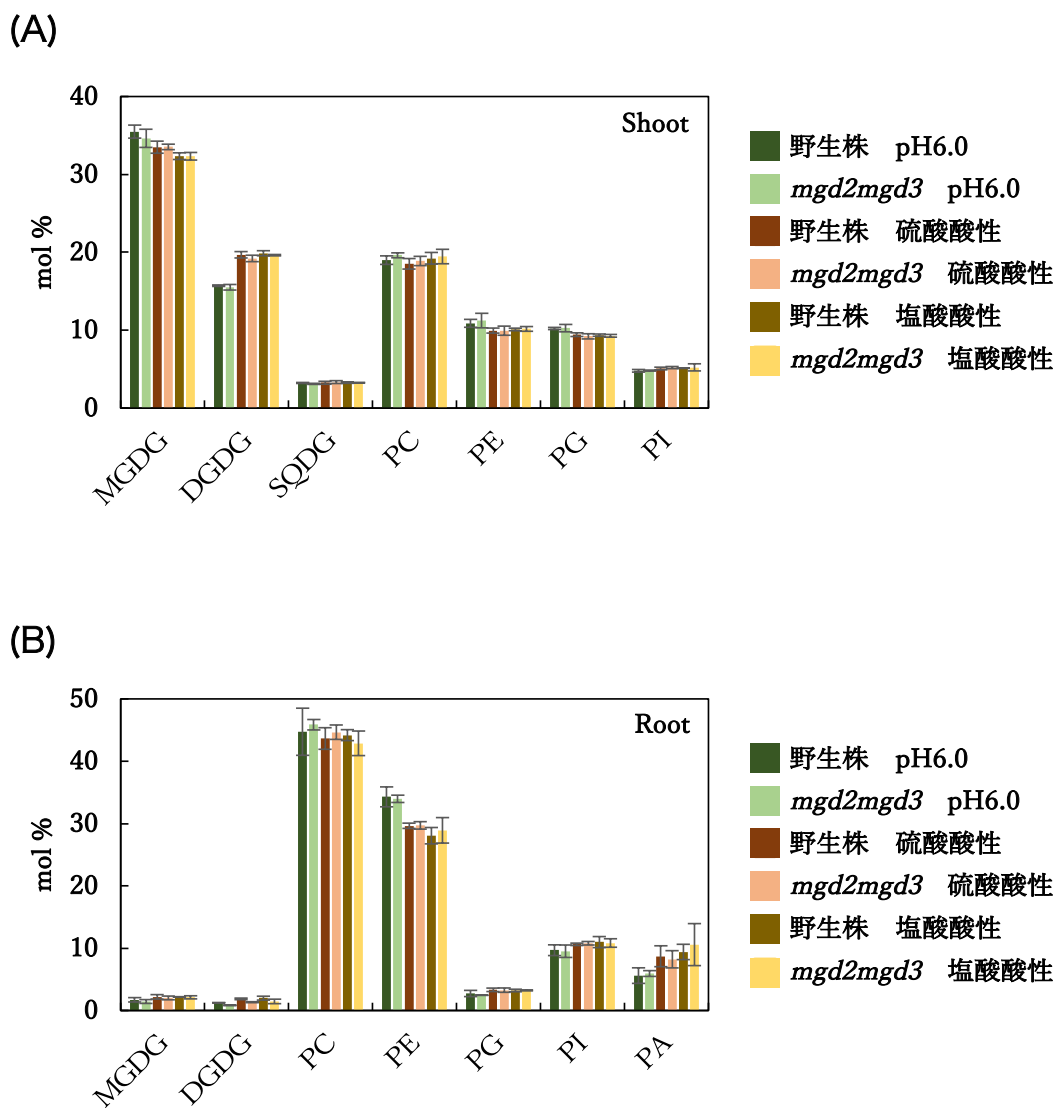 (A)
40
30
20
10
0
mol %
Shoot
MGDG
DGDG
SQDG
PC
PE
PG
PI
野生株 pH6.0
mgd2mgd3 pH6.0
野生株 硫酸酸性
mgd2mgd3 硫酸酸性
野生株 塩酸酸性
mgd2mgd3 塩酸酸性
(B)
50
40
30
20
10
0
mol %
Root
MGDG
DGDG
PC
PE
PG
PI
PA
野生株 pH6.0
mgd2mgd3 pH6.0
野生株 硫酸酸性
mgd2mgd3 硫酸酸性
野生株 塩酸酸性
mgd2mgd3 塩酸酸性